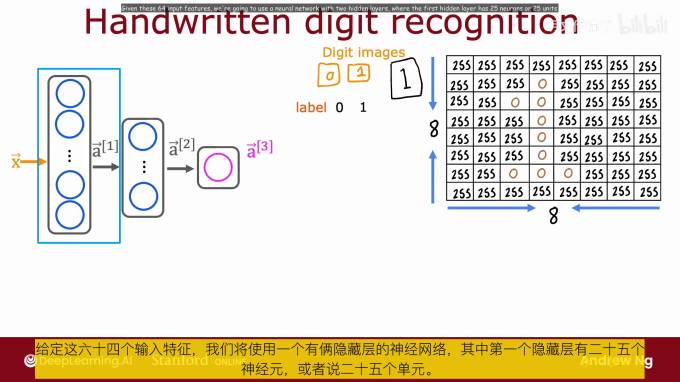 Given these 64 input features, we're going to use a neural network with two hidden layers, where the first hidden layer has 25 neurons or 25 units
Handwritten digit recognition
bilibili
Digit images
0 1 1
label 0 1
x a[1] a[2] a[3]
8
8
255 255 255 255 255 255 255 255
255 255 255 0 255 255 255 255
255 255 0 0 255 255 255 255
255 255 255 0 255 255 255 255
255 255 255 0 255 255 255 255
255 255 255 0 255 255 255 255
255 255 0 0 0 255 255 255
255 255 255 255 255 255 255 255
给定这六十四个输入特征，我们将使用一个有俩隐藏层的神经网络，其中第一个隐藏层有二十五个
神经元，或者说二十五个单元。
DeepLearning.AI Stanford ONLINE Andrew Ng